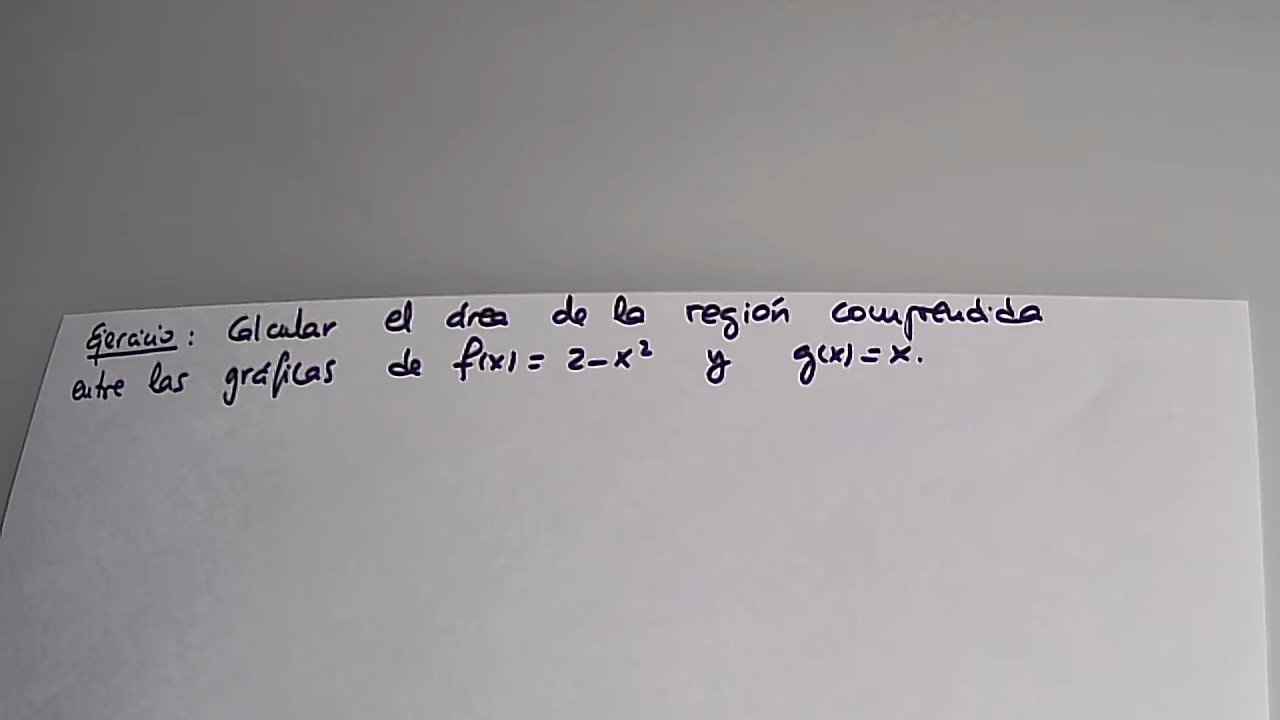 Ejercicio: Calcular el área de la región comprendida
entre las gráficas de f(x) = 2-x² y g(x) = x.